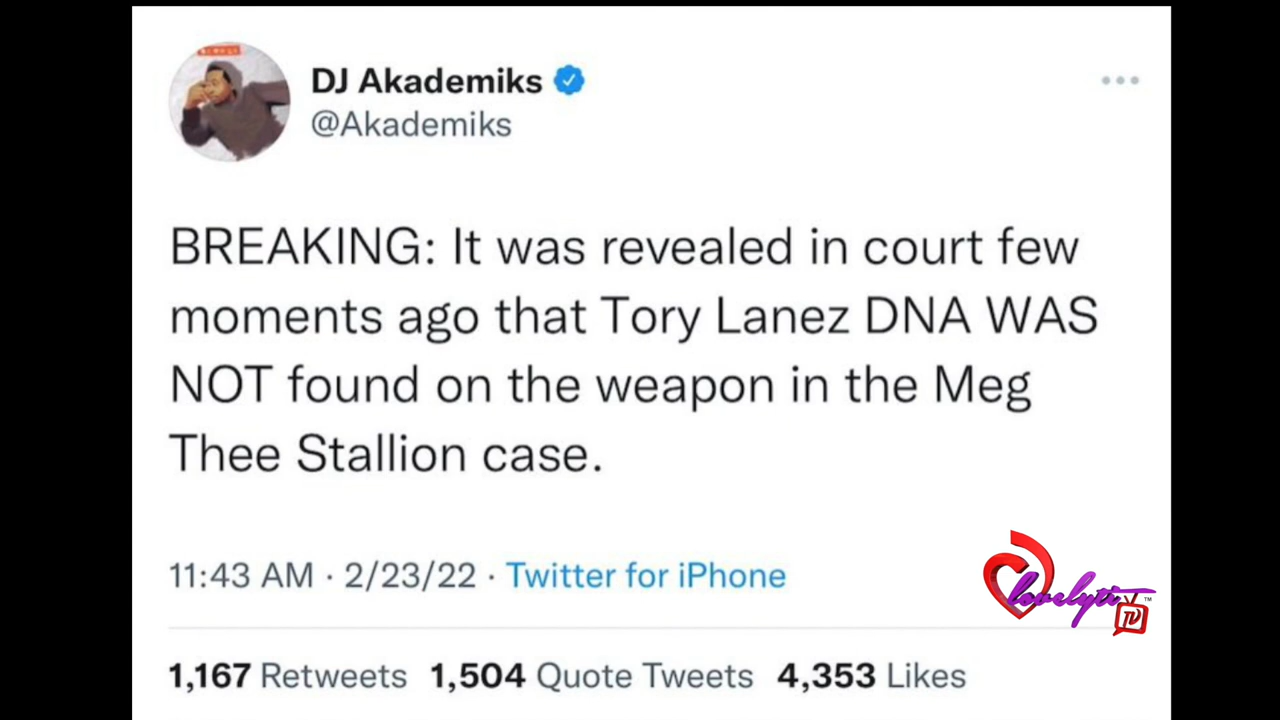 DJ Akademiks
@Akademiks
BREAKING: It was revealed in court few
moments ago that Tory Lanez DNA WAS
NOT found on the weapon in the Meg
Thee Stallion case.
11:43 AM · 2/23/22 · Twitter for iPhone
lovelyti TV™
1,167 Retweets 1,504 Quote Tweets 4,353 Likes